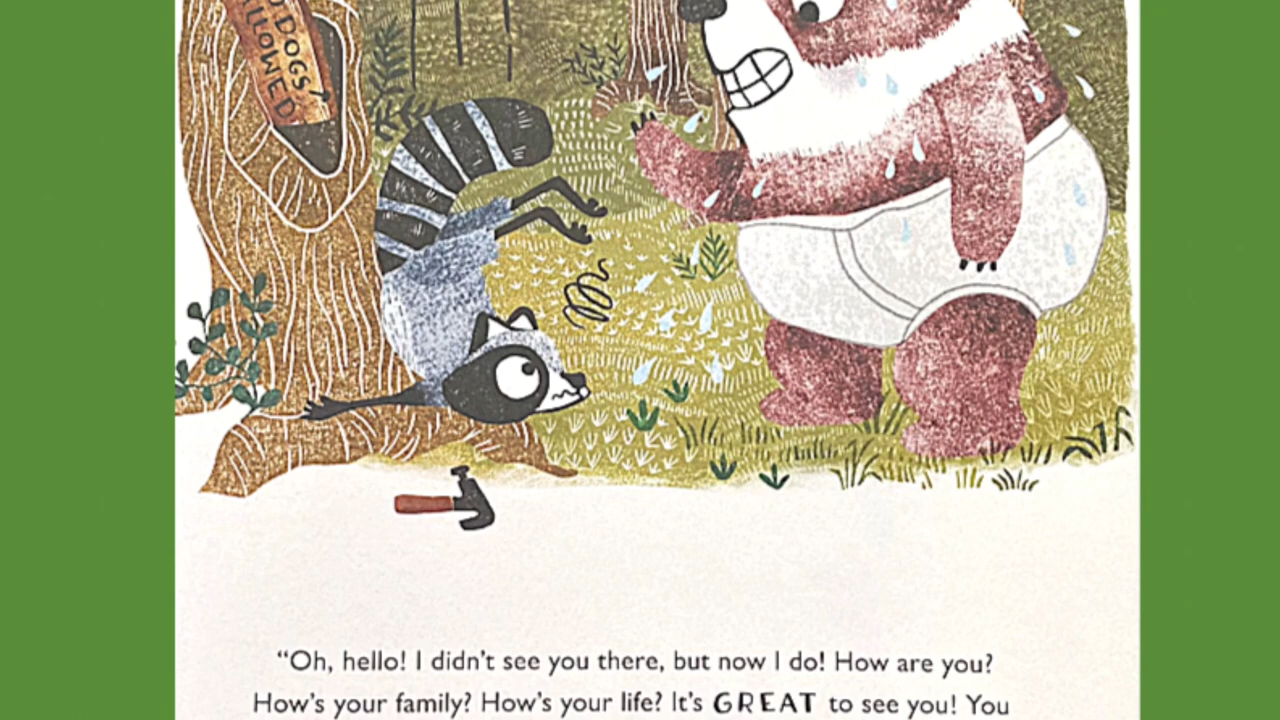 DOGS
ALLOWED
“Oh, hello! I didn’t see you there, but now I do! How are you?
How’s your family? How’s your life? It’s GREAT to see you! You